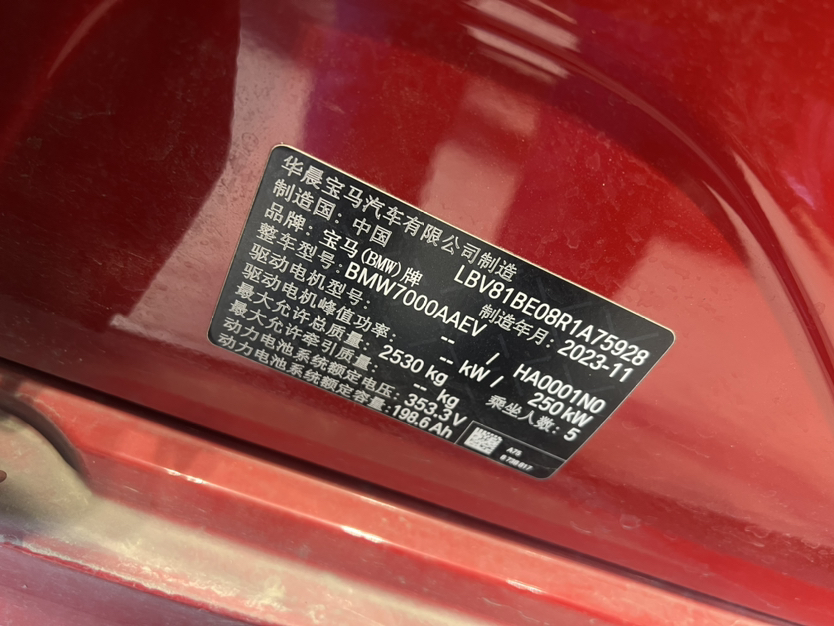 华晨宝马汽车有限公司制造
制造国：中国 LBV81BE08R1A75928
品牌：宝马(BMW)牌 制造年月：2023-11
整车型号：BMW7000AAEV
驱动电机型号： -- / HA0001N0
驱动电机峰值功率： -- kW / 250 kW
最大允许总质量： 2530 kg 乘坐人数：5
最大允许牵引质量： -- kg
动力电池系统额定电压：353.3 V
动力电池系统额定容量:198.6 Ah
A75